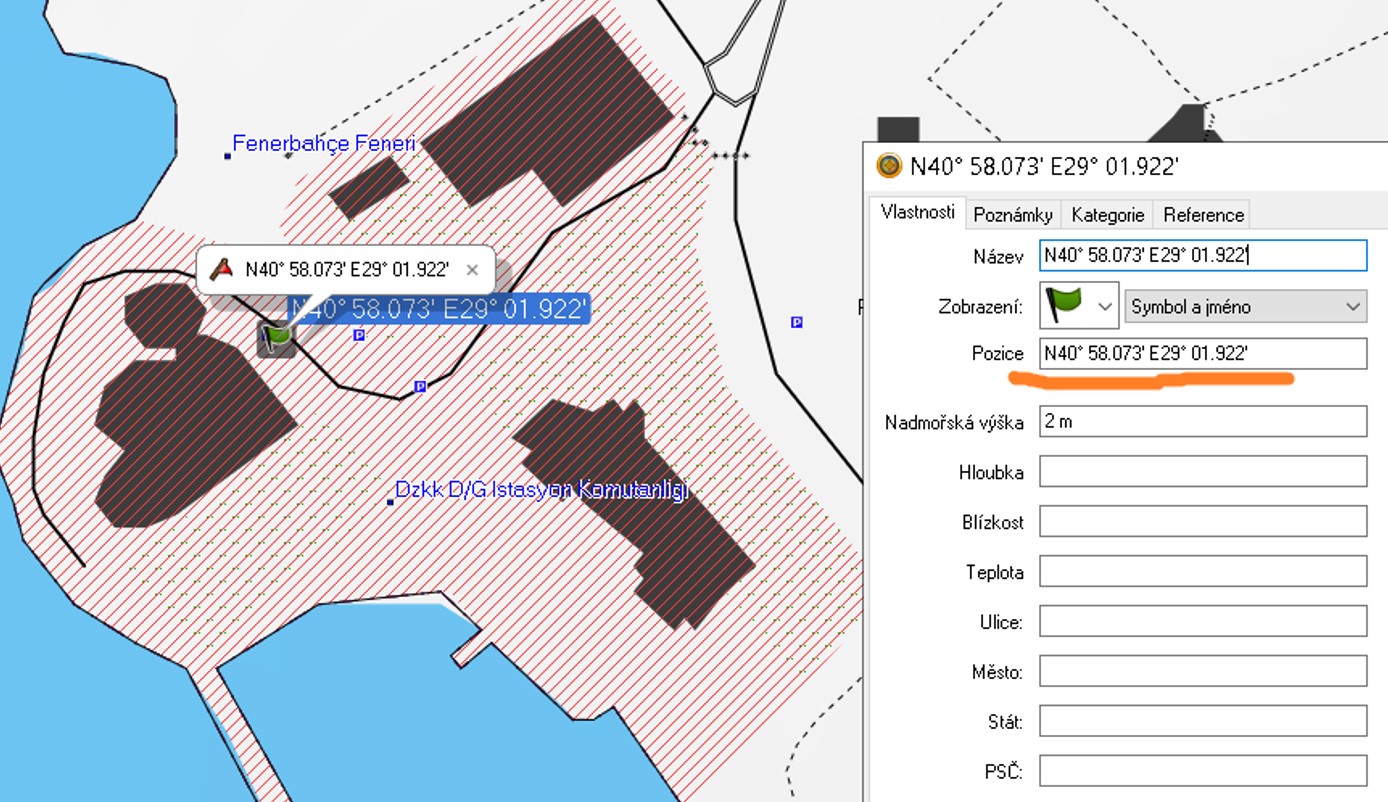 Fenerbahçe Feneri
N40° 58.073' E29° 01.922'
N40° 58.073' E29° 01.922'
P
P
P
Dzkk D/G Istasyon Komutanligi
N40° 58.073' E29° 01.922'
Vlastnosti Poznámky Kategorie Reference
Název N40° 58.073' E29° 01.922'
Zobrazení: Symbol a jméno
Pozice N40° 58.073' E29° 01.922'
Nadmořská výška 2 m
Hloubka
Blízkost
Teplota
Ulice:
Město:
Stát:
PSČ: